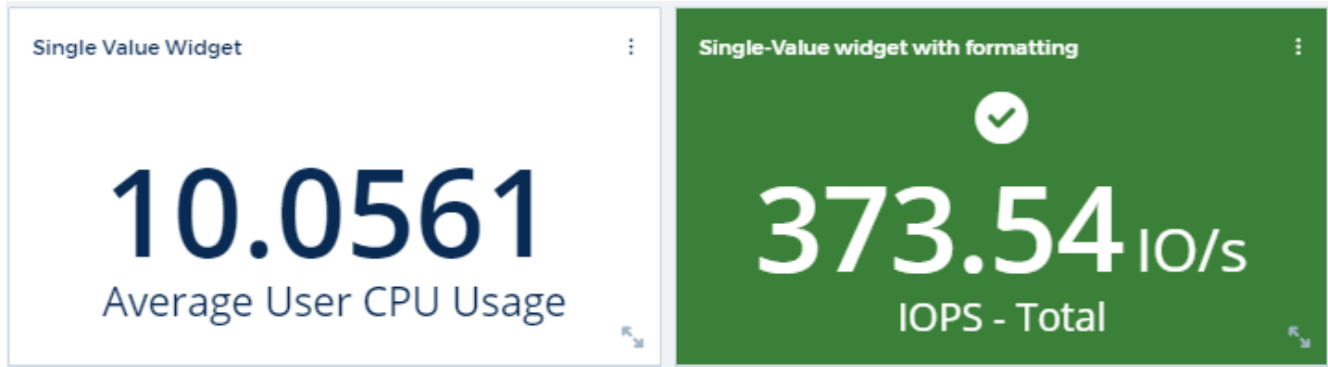 Single Value Widget
10.0561
Average User CPU Usage
Single-Value widget with formatting
373.54 IO/s
IOPS - Total